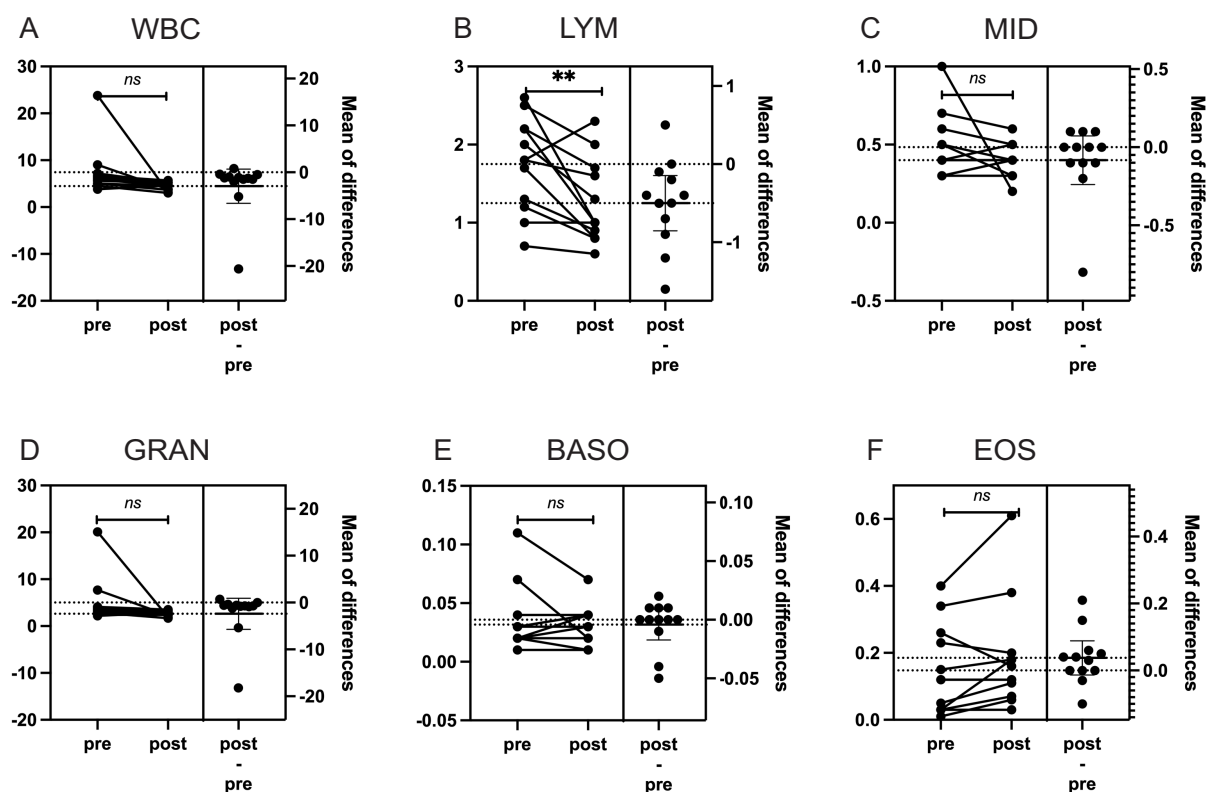 A WBC
30
20
10
0
-10
-20
ns
20
10
0
-10
-20
Mean of differences
pre
post
post
-
pre
B LYM
3
2
1
0
**
1
0
-1
Mean of differences
pre
post
post
-
pre
C MID
1.0
0.5
0.0
-0.5
ns
0.5
0.0
-0.5
Mean of differences
pre
post
post
-
pre
D GRAN
30
20
10
0
-10
-20
ns
20
10
0
-10
-20
Mean of differences
pre
post
post
-
pre
E BASO
0.15
0.10
0.05
0.00
-0.05
ns
0.10
0.05
0.00
-0.05
Mean of differences
pre
post
post
-
pre
F EOS
0.6
0.4
0.2
0.0
ns
0.4
0.2
0.0
Mean of differences
pre
post
post
-
pre